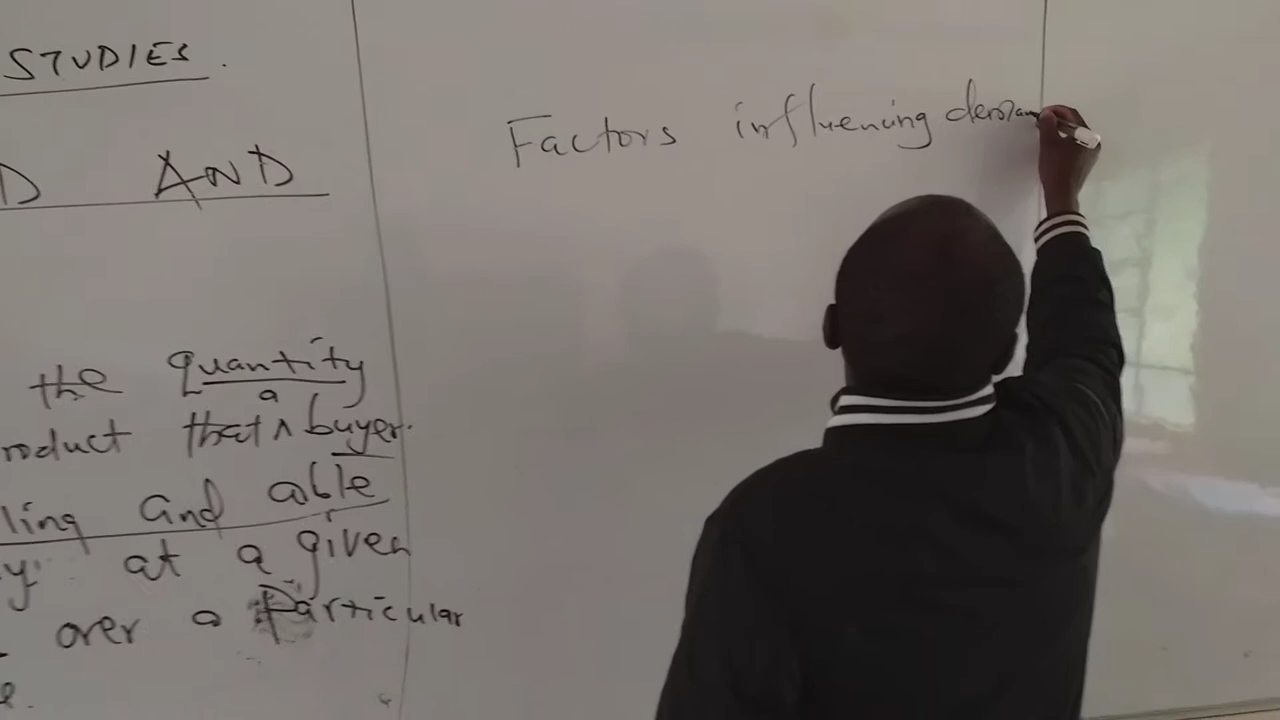 STUDIES.
D AND
the quantity
a
roduct that ^ buyer.
ling and able
y at a given
over a Particular
e.
Factors influencing deman